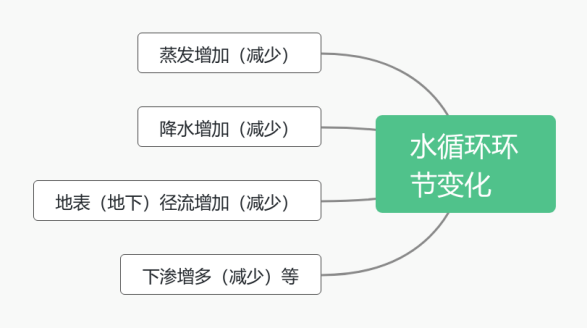 蒸发增加（减少）
降水增加（减少）
地表（地下）径流增加（减少）
下渗增多（减少）等
水循环环
节变化